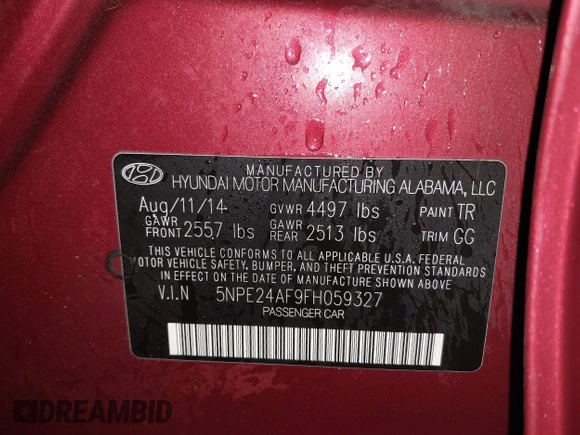 MANUFACTURED BY
HYUNDAI MOTOR MANUFACTURING ALABAMA, LLC
Aug/11/14 GVWR 4497 lbs PAINT TR
GAWR FRONT 2557 lbs GAWR REAR 2513 lbs TRIM GG
THIS VEHICLE CONFORMS TO ALL APPLICABLE U.S.A. FEDERAL
MOTOR VEHICLE SAFETY, BUMPER, AND THEFT PREVENTION STANDARDS
IN EFFECT ON THE DATE OF MANUFACTURE SHOWN ABOVE.
V.I.N 5NPE24AF9FH059327
PASSENGER CAR
DREAMBID